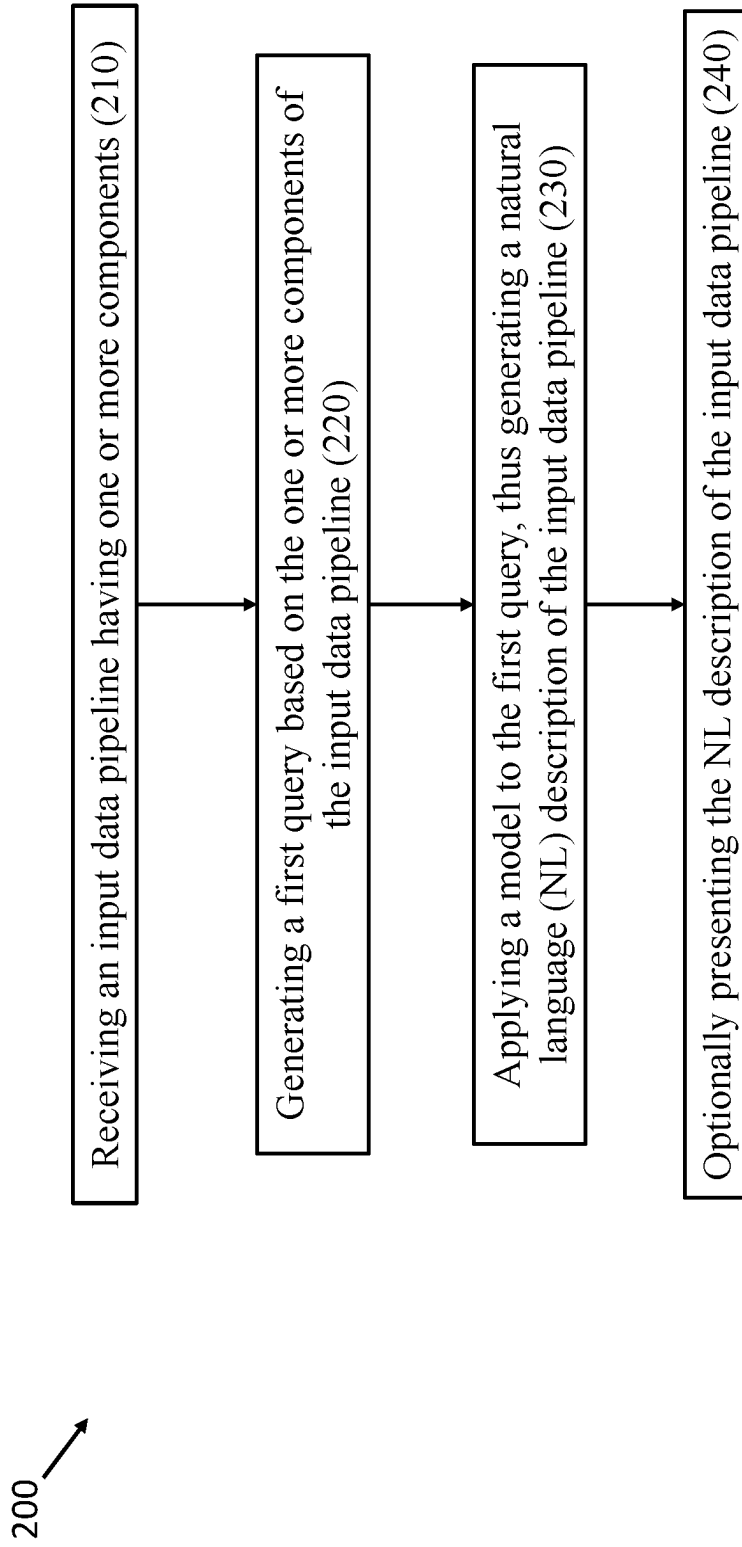 200
Receiving an input data pipeline having one or more components (210)
Generating a first query based on the one or more components of
the input data pipeline (220)
Applying a model to the first query, thus generating a natural
language (NL) description of the input data pipeline (230)
Optionally presenting the NL description of the input data pipeline (240)